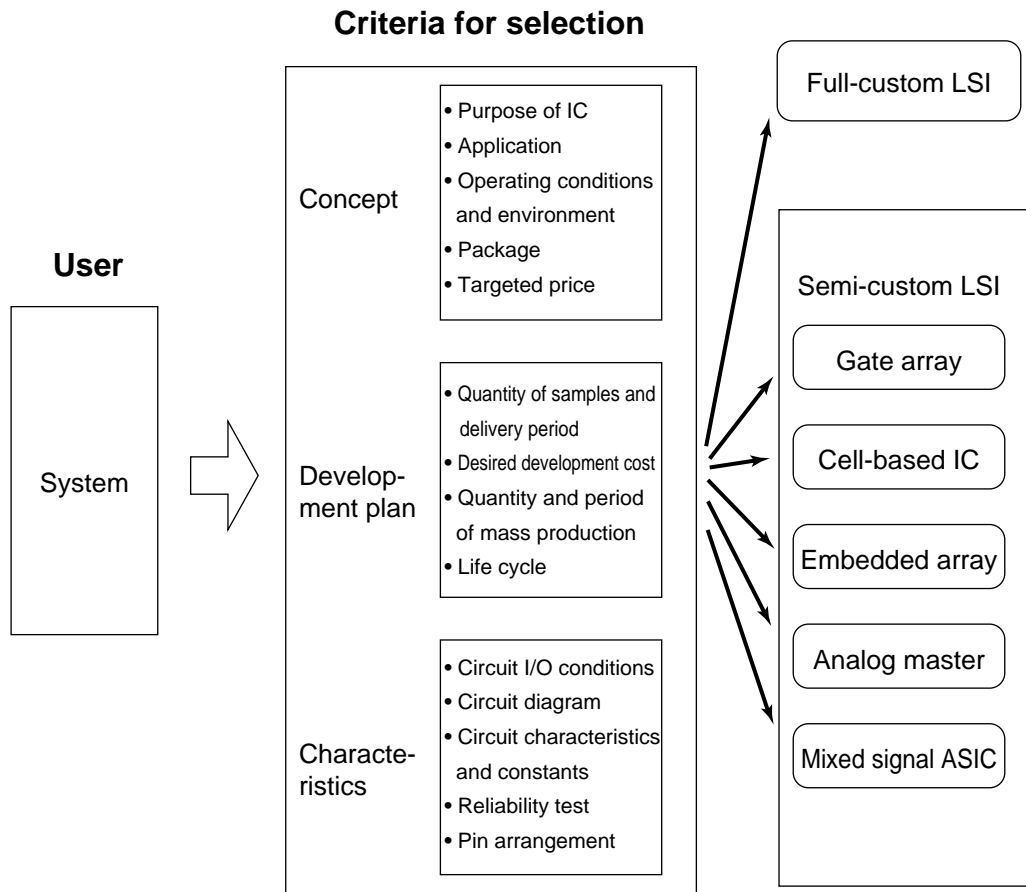 Criteria for selection
User
System
Concept
• Purpose of IC
• Application
• Operating conditions
and environment
• Package
• Targeted price
Develop-
ment plan
• Quantity of samples and
delivery period
• Desired development cost
• Quantity and period
of mass production
• Life cycle
Characte-
ristics
• Circuit I/O conditions
• Circuit diagram
• Circuit characteristics
and constants
• Reliability test
• Pin arrangement
Full-custom LSI
Semi-custom LSI
Gate array
Cell-based IC
Embedded array
Analog master
Mixed signal ASIC